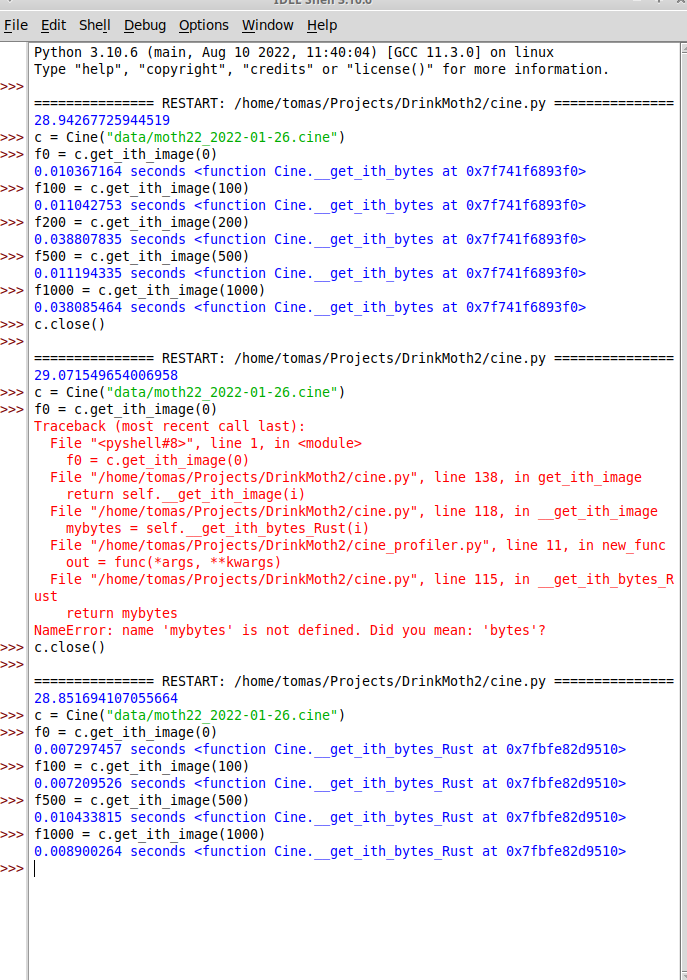 IDLE Shell 3.10.6
File Edit Shell Debug Options Window Help
Python 3.10.6 (main, Aug 10 2022, 11:40:04) [GCC 11.3.0] on linux
Type "help", "copyright", "credits" or "license()" for more information.
>>>
=============== RESTART: /home/tomas/Projects/DrinkMoth2/cine.py ===============
28.94267725944519
>>> c = Cine("data/moth22_2022-01-26.cine")
>>> f0 = c.get_ith_image(0)
0.010367164 seconds <function Cine.__get_ith_bytes at 0x7f741f6893f0>
>>> f100 = c.get_ith_image(100)
0.011042753 seconds <function Cine.__get_ith_bytes at 0x7f741f6893f0>
>>> f200 = c.get_ith_image(200)
0.038807835 seconds <function Cine.__get_ith_bytes at 0x7f741f6893f0>
>>> f500 = c.get_ith_image(500)
0.011194335 seconds <function Cine.__get_ith_bytes at 0x7f741f6893f0>
>>> f1000 = c.get_ith_image(1000)
0.038085464 seconds <function Cine.__get_ith_bytes at 0x7f741f6893f0>
>>> c.close()
>>>
=============== RESTART: /home/tomas/Projects/DrinkMoth2/cine.py ===============
29.071549654006958
>>> c = Cine("data/moth22_2022-01-26.cine")
>>> f0 = c.get_ith_image(0)
Traceback (most recent call last):
File "<pyshell#8>", line 1, in <module>
f0 = c.get_ith_image(0)
File "/home/tomas/Projects/DrinkMoth2/cine.py", line 138, in get_ith_image
return self.__get_ith_image(i)
File "/home/tomas/Projects/DrinkMoth2/cine.py", line 118, in __get_ith_image
mybytes = self.__get_ith_bytes_Rust(i)
File "/home/tomas/Projects/DrinkMoth2/cine_profiler.py", line 11, in new_func
out = func(*args, **kwargs)
File "/home/tomas/Projects/DrinkMoth2/cine.py", line 115, in __get_ith_bytes_R
ust
return mybytes
NameError: name 'mybytes' is not defined. Did you mean: 'bytes'?
>>> c.close()
>>>
=============== RESTART: /home/tomas/Projects/DrinkMoth2/cine.py ===============
28.851694107055664
>>> c = Cine("data/moth22_2022-01-26.cine")
>>> f0 = c.get_ith_image(0)
0.007297457 seconds <function Cine.__get_ith_bytes_Rust at 0x7fbfe82d9510>
>>> f100 = c.get_ith_image(100)
0.007209526 seconds <function Cine.__get_ith_bytes_Rust at 0x7fbfe82d9510>
>>> f500 = c.get_ith_image(500)
0.010433815 seconds <function Cine.__get_ith_bytes_Rust at 0x7fbfe82d9510>
>>> f1000 = c.get_ith_image(1000)
0.008900264 seconds <function Cine.__get_ith_bytes_Rust at 0x7fbfe82d9510>
>>>